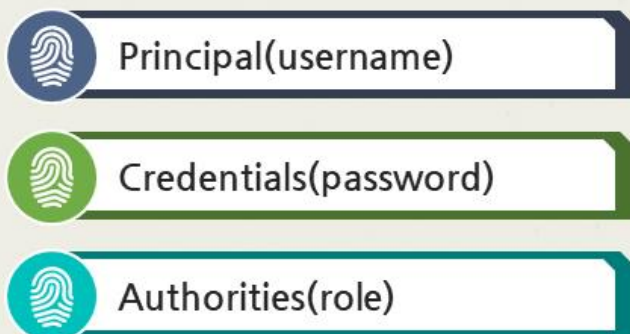 Principal(username)
Credentials(password)
Authorities(role)